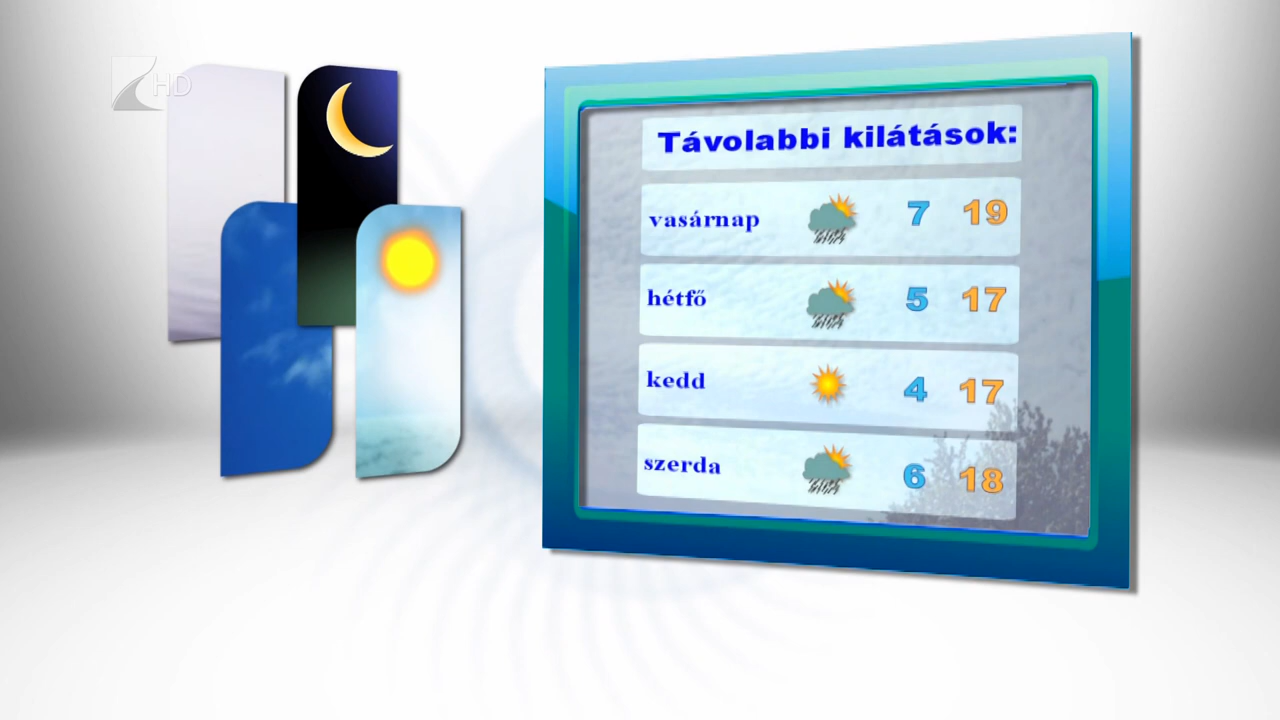 HD
Távolabbi kilátások:
vasárnap 7 19
hétfő 5 17
kedd 4 17
szerda 6 18